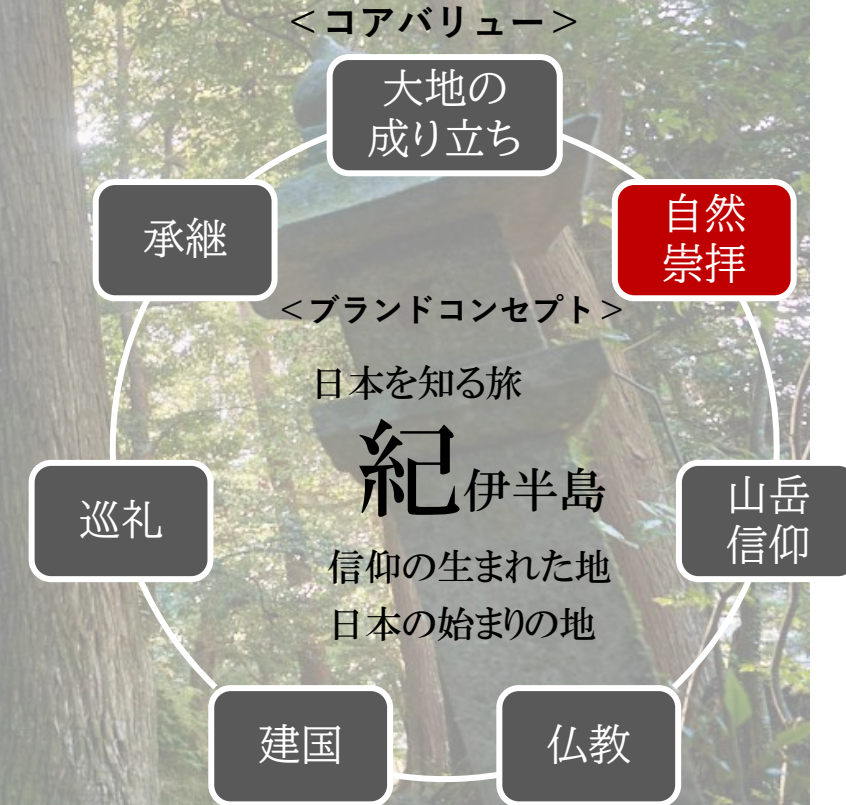 ＜コアバリュー＞
大地の
成り立ち
自然
崇拝
山岳
信仰
仏教
建国
巡礼
承継
＜ブランドコンセプト＞
日本を知る旅
紀伊半島
信仰の生まれた地
日本の始まりの地